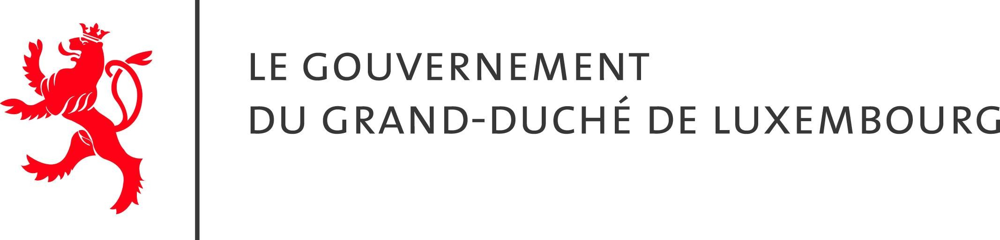 LE GOUVERNEMENT
DU GRAND-DUCHÉ DE LUXEMBOURG